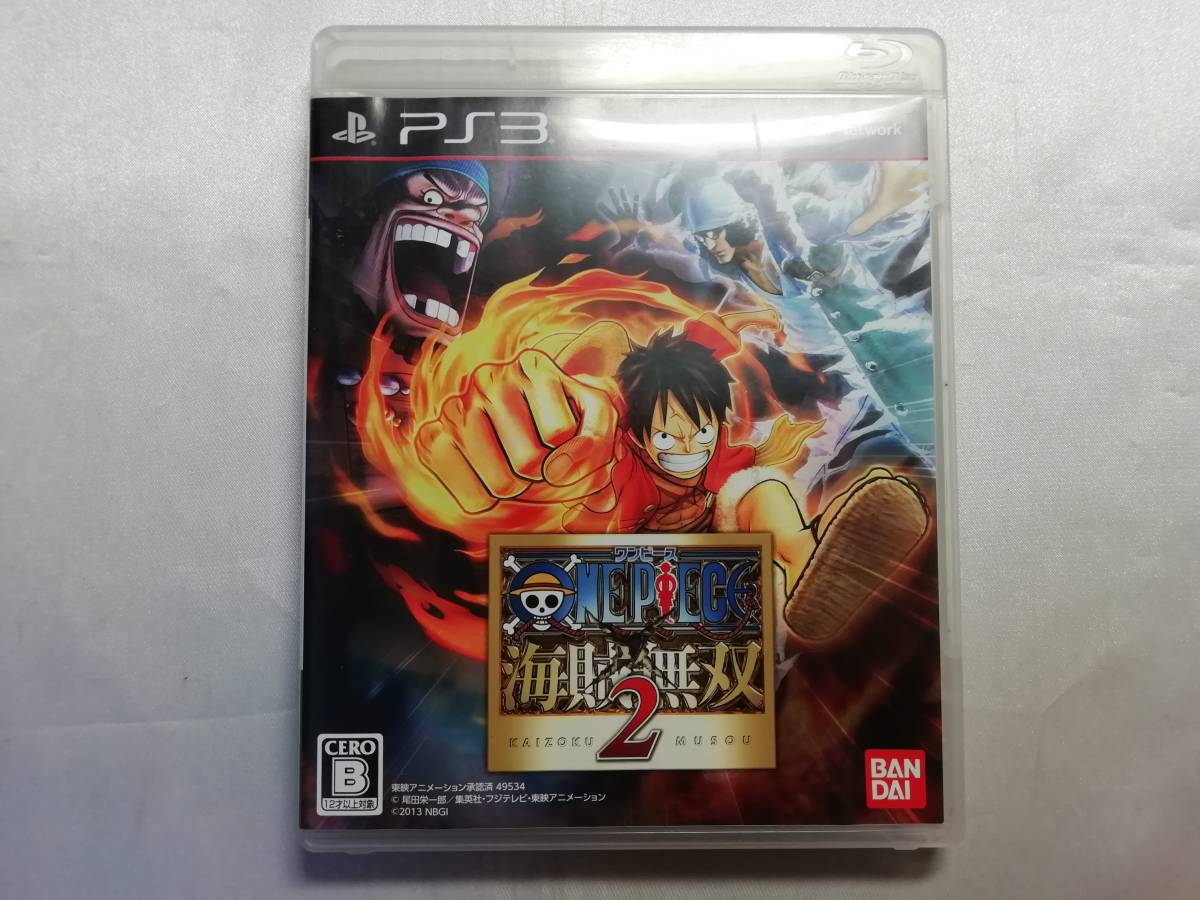 Blu-ray Disc
PS3
Network
ワンピース
ONE PIECE
海賊無双
2
KAIZOKU MUSOU
CERO
B
12才以上対象
東映アニメーション承認済 49534
© 尾田栄一郎／集英社・フジテレビ・東映アニメーション
©2013 NBGI
BAN
DAI